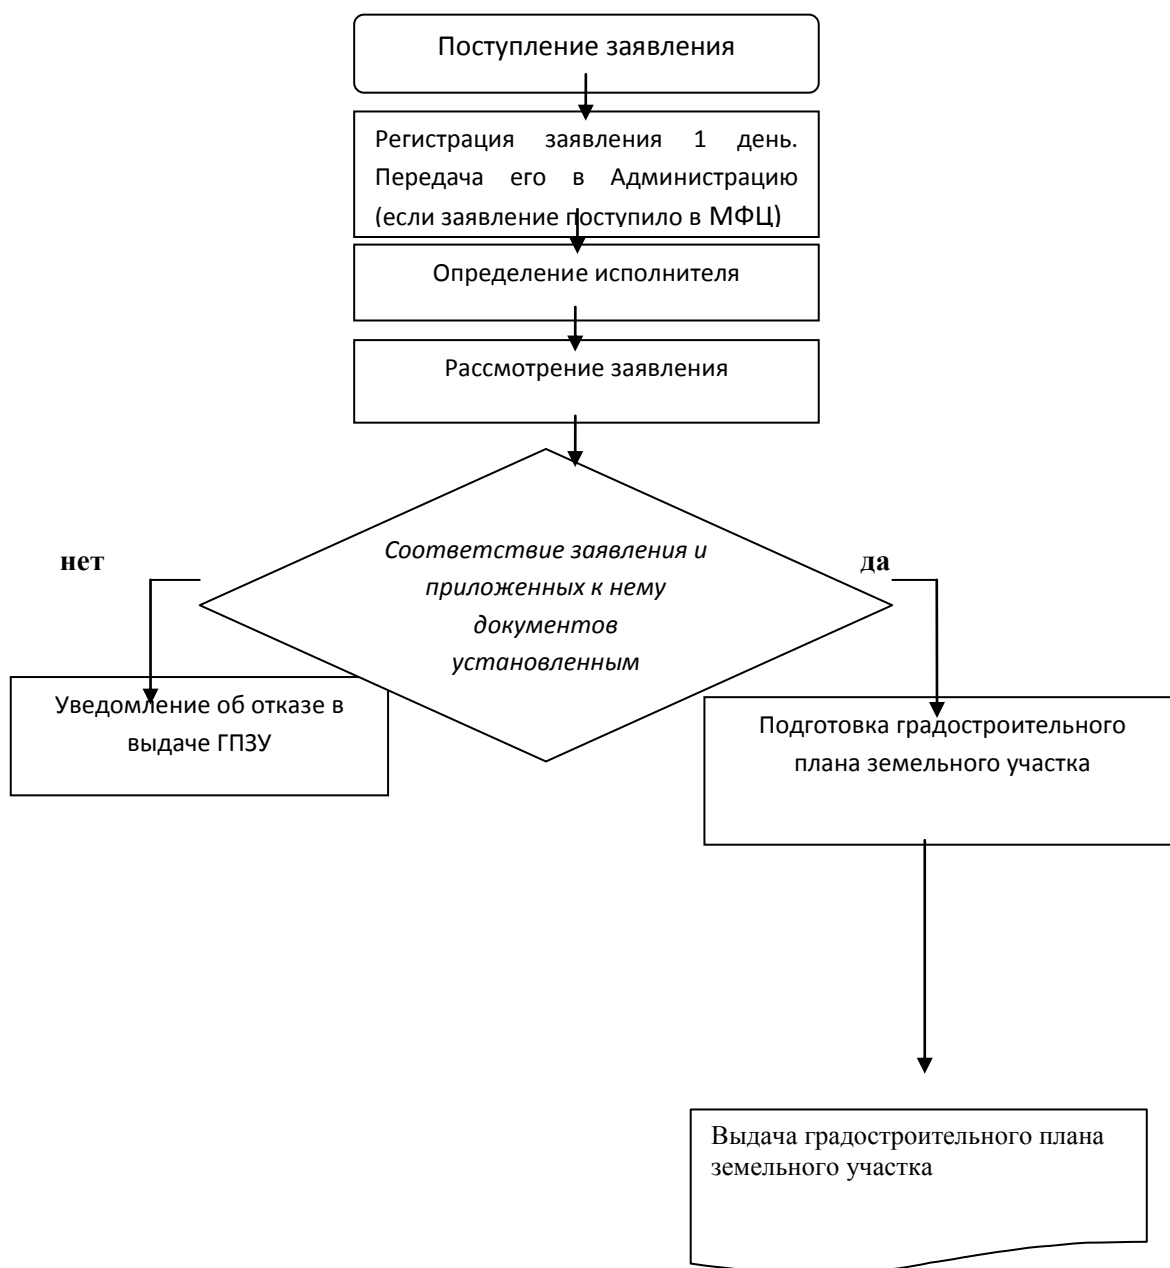 Поступление заявления
Регистрация заявления 1 день.
Передача его в Администрацию
(если заявление поступило в МФЦ)
Определение исполнителя
Рассмотрение заявления
нет
да
Соответствие заявления и
приложенных к нему
документов
установленным
Уведомление об отказе в
выдаче ГПЗУ
Подготовка градостроительного
плана земельного участка
Выдача градостроительного плана
земельного участка